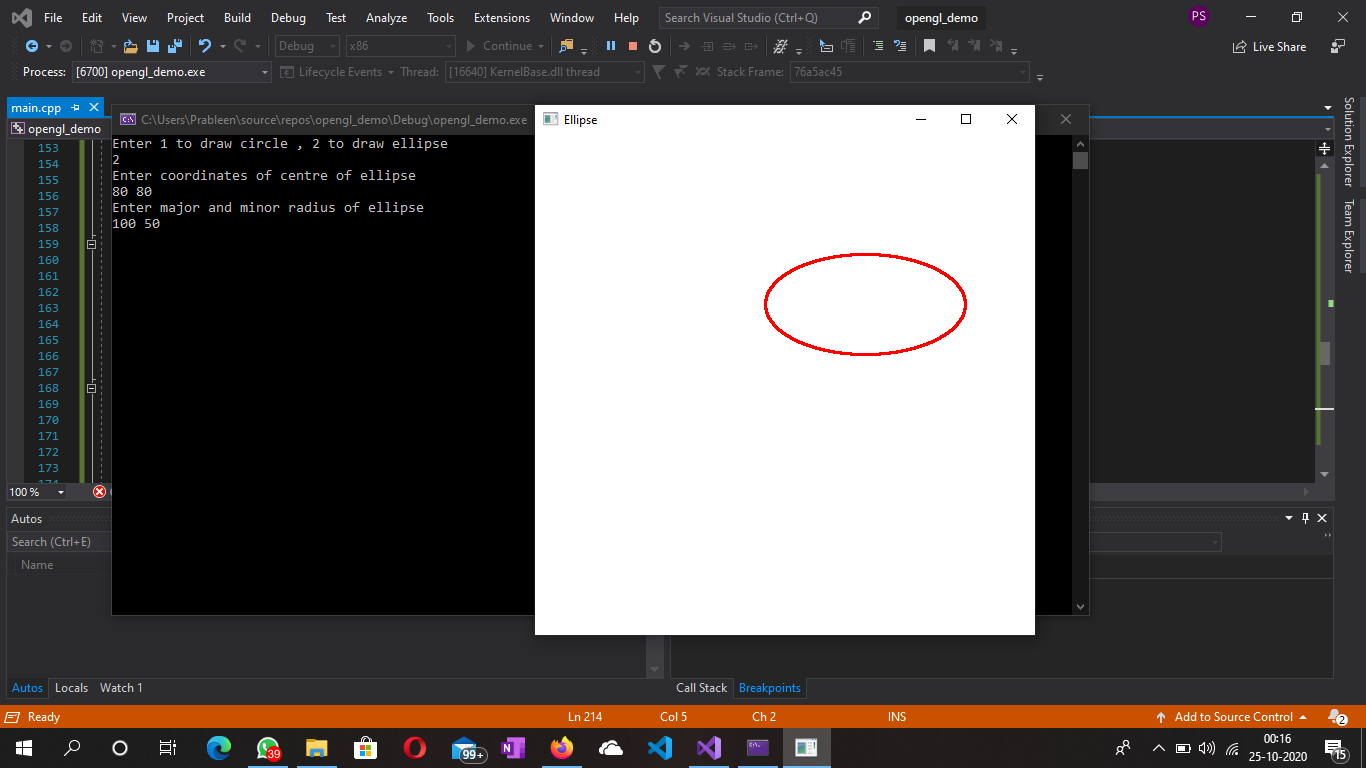 File Edit View Project Build Debug Test Analyze Tools Extensions Window Help Search Visual Studio (Ctrl+Q) opengl_demo PS
Debug x86 Continue Live Share
Process: [6700] opengl_demo.exe Lifecycle Events Thread: [16640] KernelBase.dll thread Stack Frame: 76a5ac45
main.cpp
C:\Users\Prableen\source\repos\opengl_demo\Debug\opengl_demo.exe
Ellipse
opengl_demo
Enter 1 to draw circle , 2 to draw ellipse
2
Enter coordinates of centre of ellipse
80 80
Enter major and minor radius of ellipse
100 50
153
154
155
156
157
158
159
160
161
162
163
164
165
166
167
168
169
170
171
172
173
174
Solution Explorer
Team Explorer
100 %
Autos
Search (Ctrl+E)
Name
Autos Locals Watch 1
Call Stack Breakpoints
Ready Ln 214 Col 5 Ch 2 INS Add to Source Control 2
39 99+ 00:16
25-10-2020 15